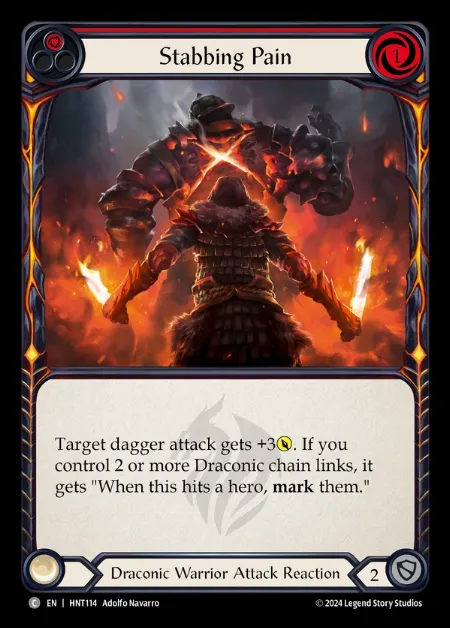 Stabbing Pain
1
Target dagger attack gets +3. If you
control 2 or more Draconic chain links, it
gets "When this hits a hero, mark them."
Draconic Warrior Attack Reaction
2
C EN | HNT114 Adolfo Navarro
© 2024 Legend Story Studios